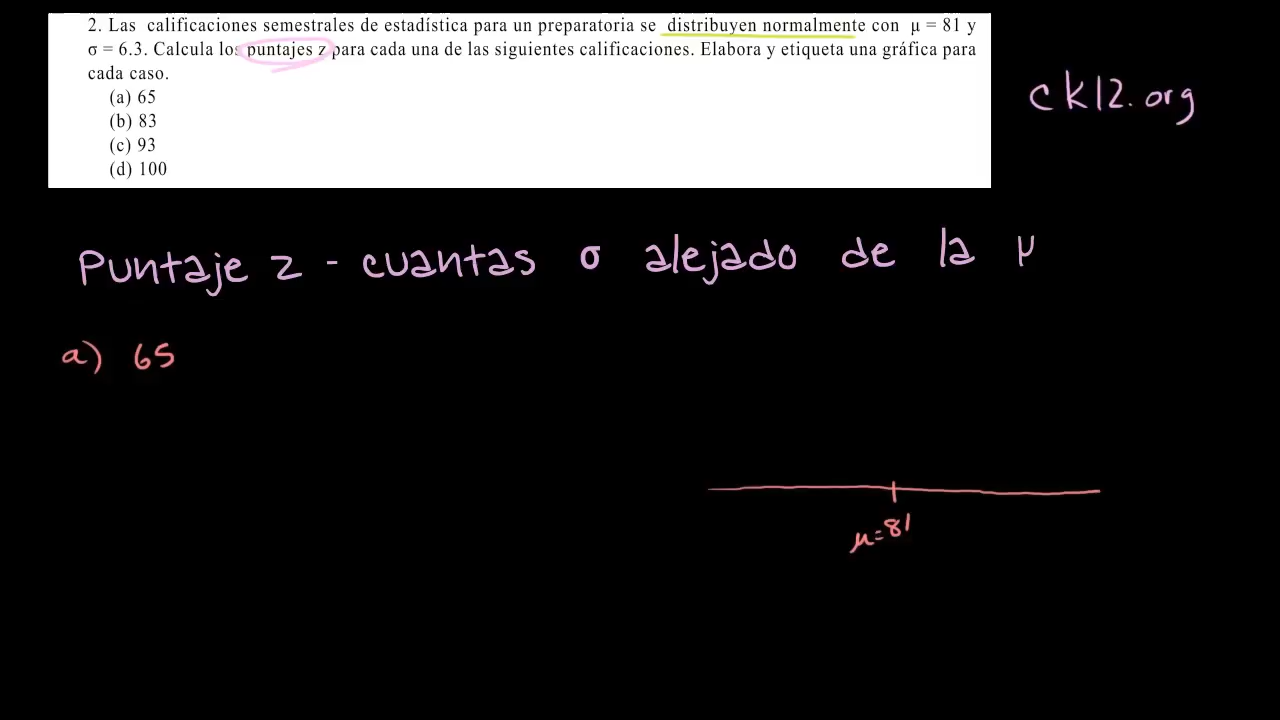 2. Las calificaciones semestrales de estadística para un preparatoria se distribuyen normalmente con μ = 81 y
σ = 6.3. Calcula los puntajes z para cada una de las siguientes calificaciones. Elabora y etiqueta una gráfica para
cada caso.
(a) 65
(b) 83
(c) 93
(d) 100
ck12.org
Puntaje z - cuantas σ alejado de la μ
a) 65
μ=81